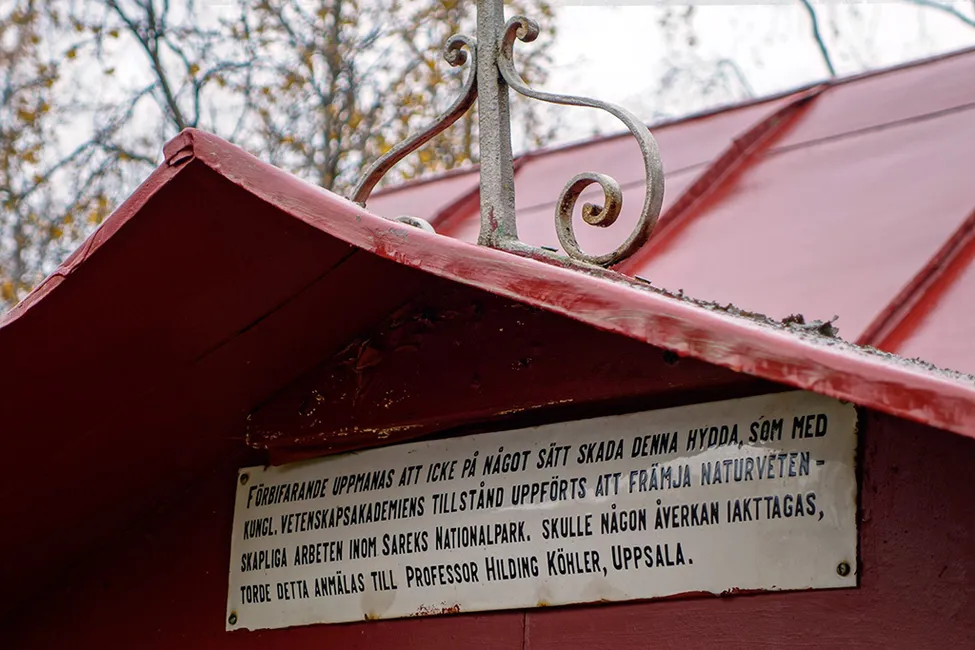 FÖRBIFARANDE UPPMANAS ATT ICKE PÅ NÅGOT SÄTT SKADA DENNA HYDDA, SOM MED
KUNGL. VETENSKAPSAKADEMIENS TILLSTÅND UPPFÖRTS ATT FRÄMJA NATURVETEN-
SKAPLIGA ARBETEN INOM SAREKS NATIONALPARK. SKULLE NÅGON ÅVERKAN IAKTTAGAS,
TORDE DETTA ANMÄLAS TILL PROFESSOR HILDING KÖHLER, UPPSALA.